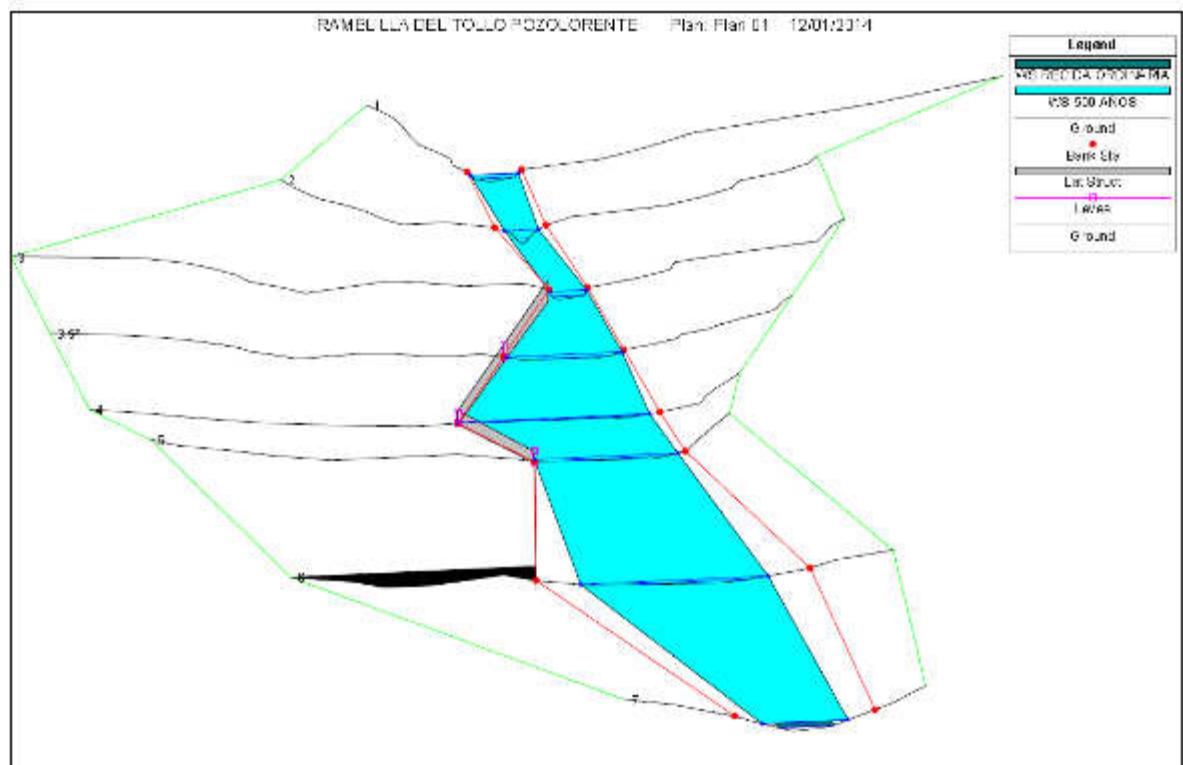 RAMBLILLA DEL TOLLO POZOLORENTE Plan: Plan 01 12/01/2014
Legend
WS 500 AÑOS
Ground
Bank Sta
Lat Struct
Levee
Ground
1
2
3
3.5*
4
5
6
7